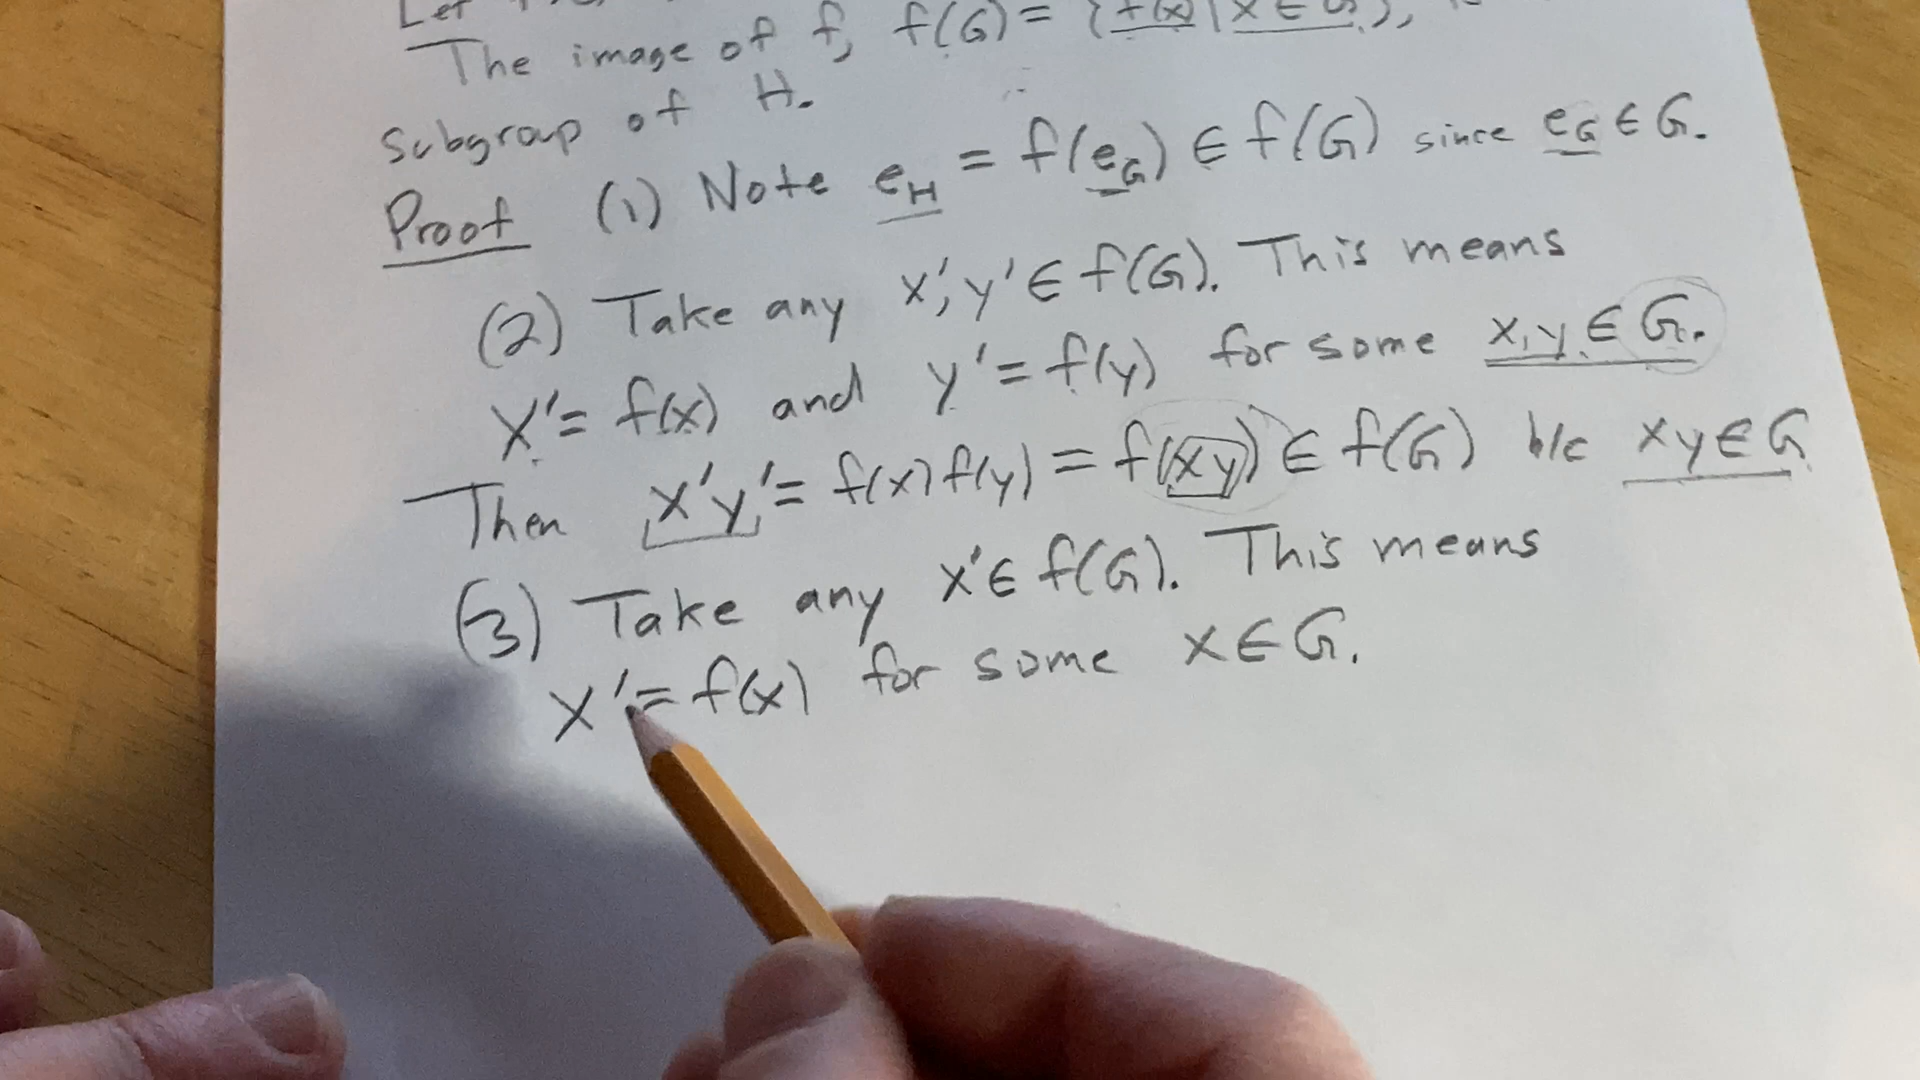 Let
The image of f, f(G) = {f(x) | x ∈ G},
Subgroup of H.
Proof (1) Note e_H = f(e_G) ∈ f(G) since e_G ∈ G.
(2) Take any x', y' ∈ f(G). This means
x' = f(x) and y' = f(y) for some x, y ∈ G.
Then x'y' = f(x)f(y) = f(xy) ∈ f(G) b/c xy ∈ G
(3) Take any x' ∈ f(G). This means
x' = f(x) for some x ∈ G.